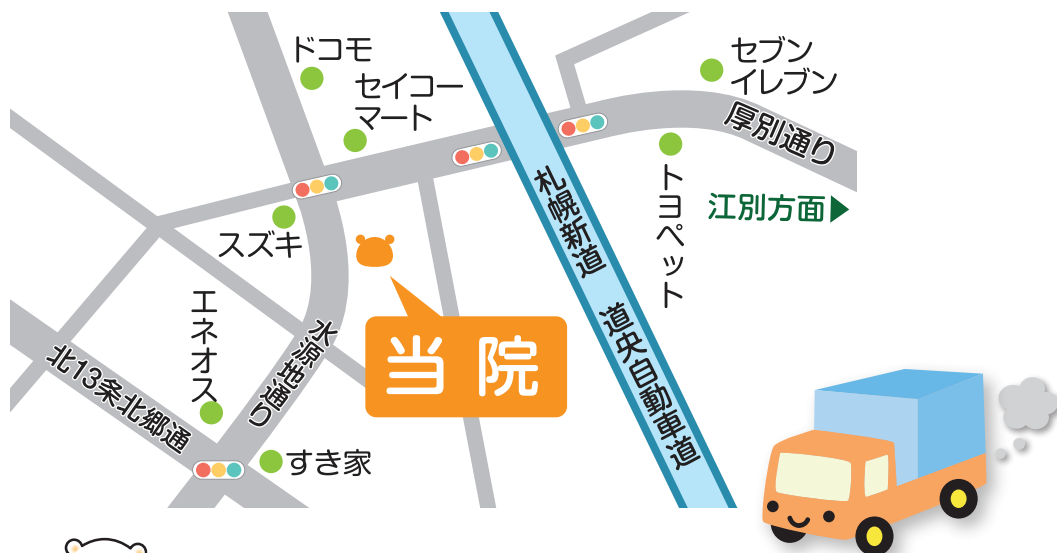 ドコモ
セイコー
マート
セブン
イレブン
厚別通り
トヨペット
江別方面
札幌新道 道央自動車道
スズキ
エネオス
水源地通り
当院
北13条北郷通
すき家